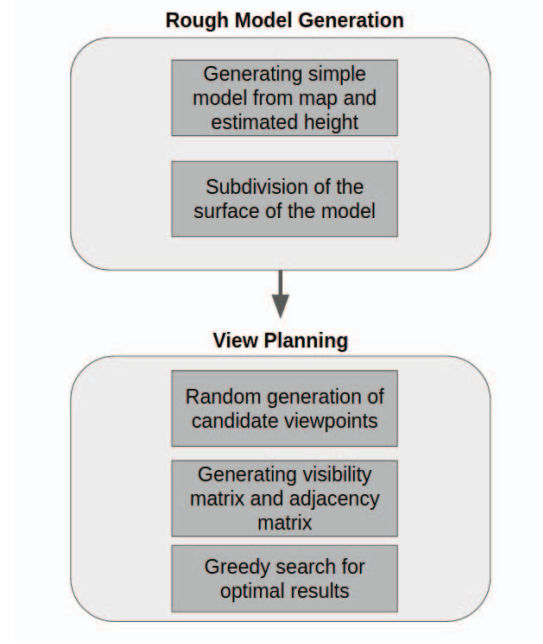 Rough Model Generation
Generating simple
model from map and
estimated height
Subdivision of the
surface of the model
View Planning
Random generation of
candidate viewpoints
Generating visibility
matrix and adjacency
matrix
Greedy search for
optimal results